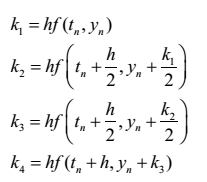 k₁ = hf(tₙ, yₙ)
k₂ = hf(tₙ + h/2, yₙ + k₁/2)
k₃ = hf(tₙ + h/2, yₙ + k₂/2)
k₄ = hf(tₙ + h, yₙ + k₃)